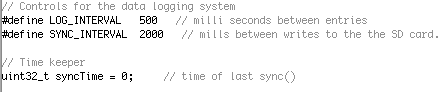 // Controls for the data logging system
#define LOG_INTERVAL   500   // milli seconds between entries
#define SYNC_INTERVAL  2000  // mills between writes to the the SD card.

// Time keeper
uint32_t syncTime = 0;     // time of last sync()